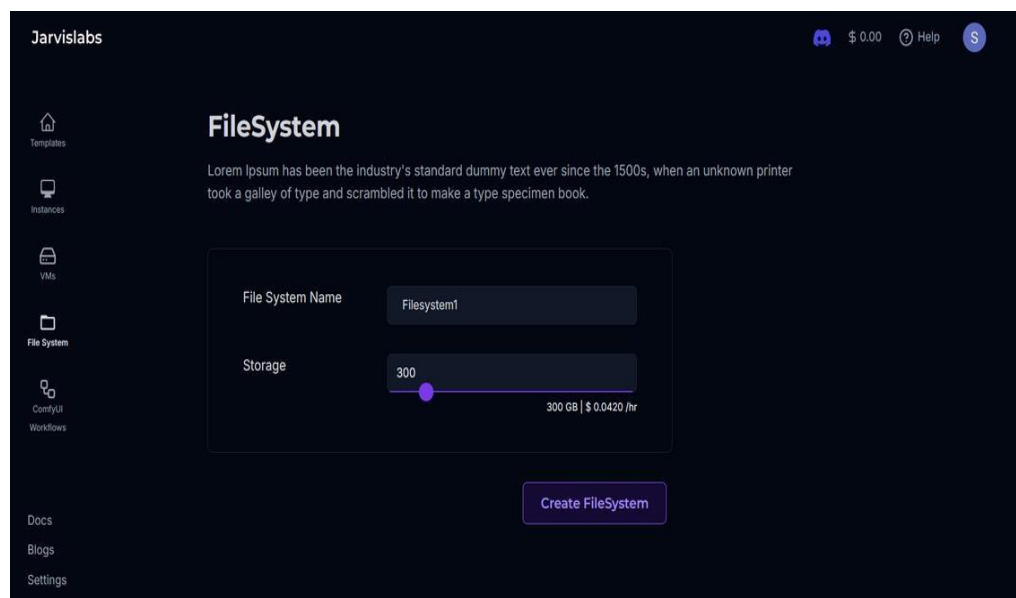 Jarvislabs
$ 0.00
Help
S
Templates
Instances
VMs
File System
ComfyUI
Workflows
Docs
Blogs
Settings
FileSystem
Lorem Ipsum has been the industry's standard dummy text ever since the 1500s, when an unknown printer
took a galley of type and scrambled it to make a type specimen book.
File System Name
Filesystem1
Storage
300
300 GB | $ 0.0420 /hr
Create FileSystem